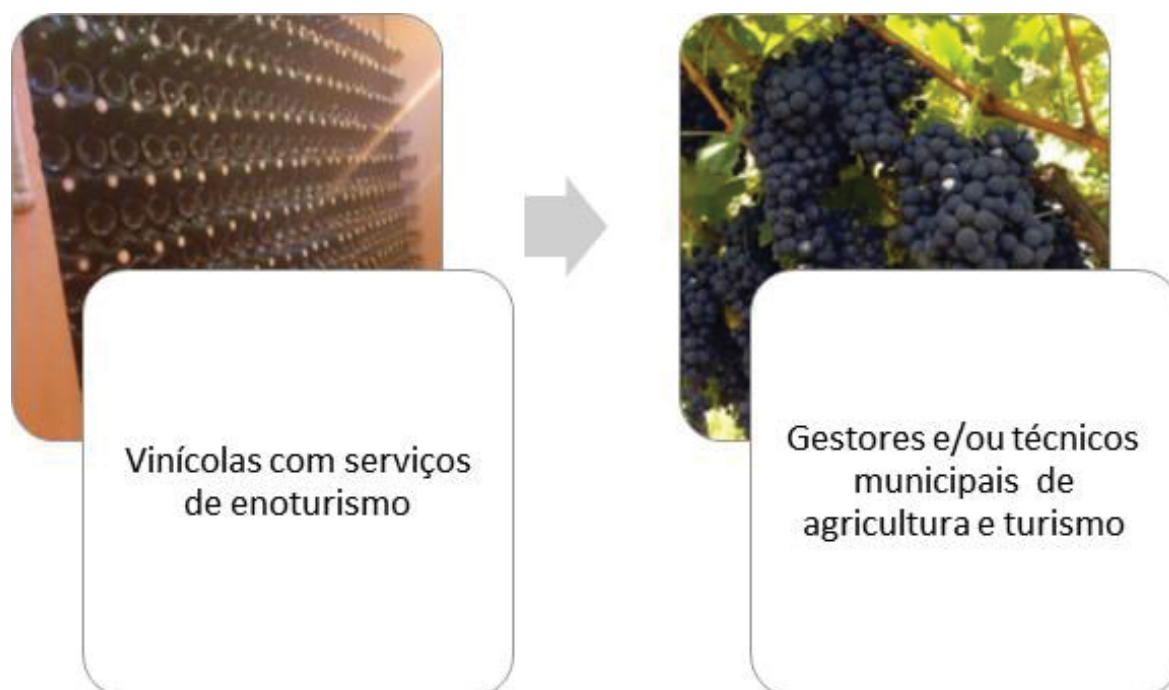 Vinícolas com serviços
de enoturismo
Gestores e/ou técnicos
municipais de
agricultura e turismo